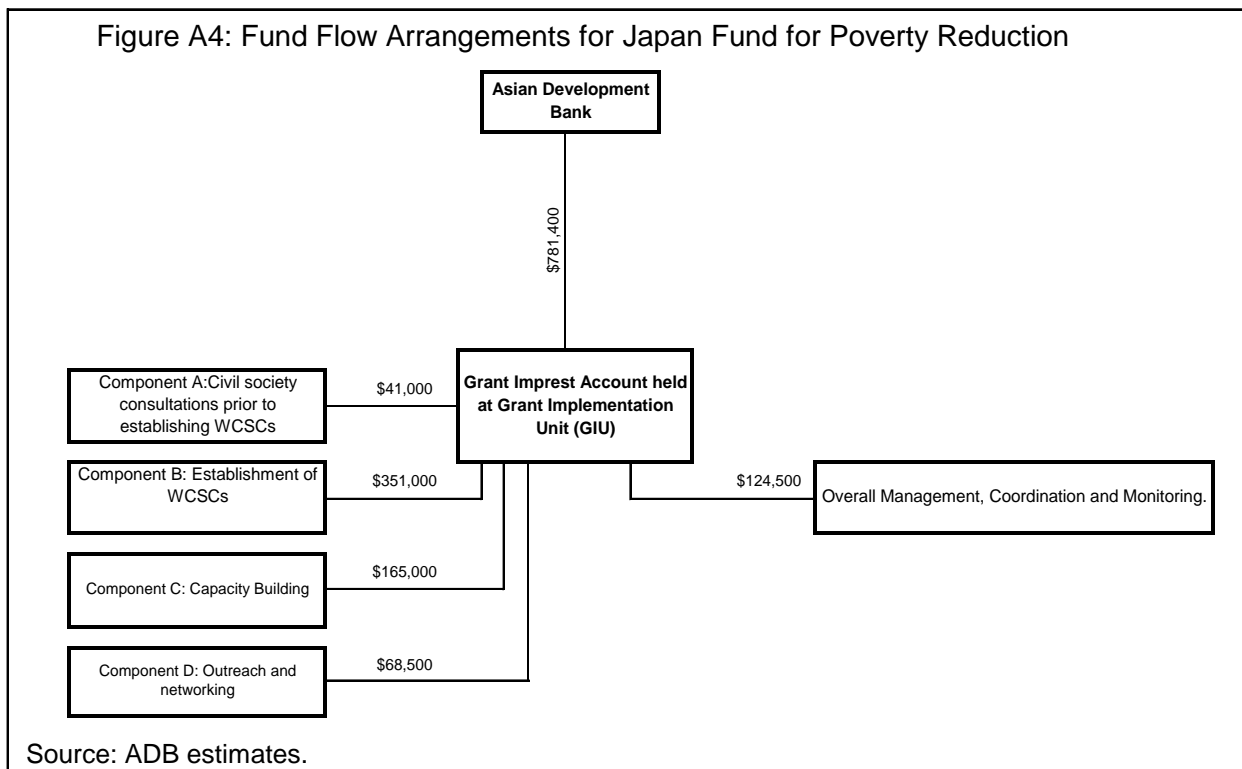 Figure A4: Fund Flow Arrangements for Japan Fund for Poverty Reduction
Asian Development
Bank
$781,400
Grant Imprest Account held
at Grant Implementation
Unit (GIU)
Component A:Civil society
consultations prior to
establishing WCSCs
$41,000
Component B: Establishment of
WCSCs
$351,000
$124,500
Overall Management, Coordination and Monitoring.
Component C: Capacity Building
$165,000
Component D: Outreach and
networking
$68,500
Source: ADB estimates.